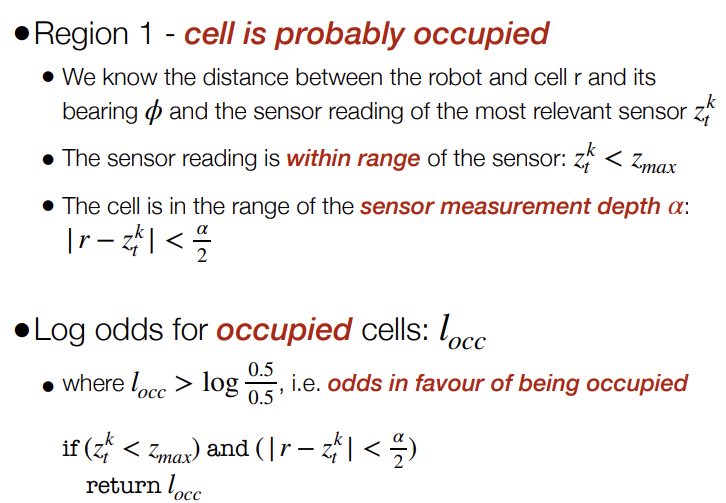 ●Region 1 - cell is probably occupied
● We know the distance between the robot and cell r and its
bearing ϕ and the sensor reading of the most relevant sensor $z_t^k$
● The sensor reading is within range of the sensor: $z_t^k < z_{max}$
● The cell is in the range of the sensor measurement depth α:
$|r - z_t^k| < \frac{\alpha}{2}$
●Log odds for occupied cells: $l_{occ}$
● where $l_{occ} > \log \frac{0.5}{0.5}$, i.e. odds in favour of being occupied
if ($z_t^k < z_{max}$) and ($|r - z_t^k| < \frac{\alpha}{2}$)
return $l_{occ}$